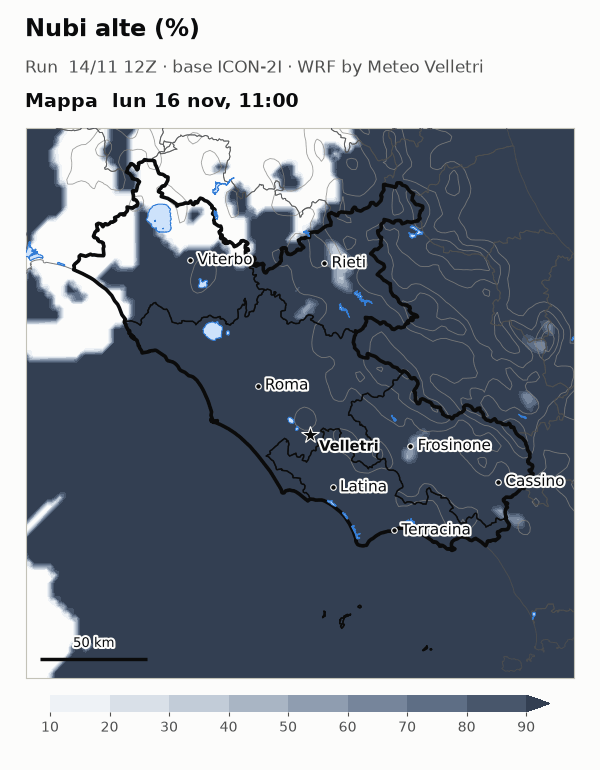 Nubi alte (%)
Run 14/11 12Z · base ICON-2I · WRF by Meteo Velletri
Mappa lun 16 nov, 11:00
Viterbo
Rieti
Roma
Velletri
Frosinone
Cassino
Latina
Terracina
50 km
10 20 30 40 50 60 70 80 90